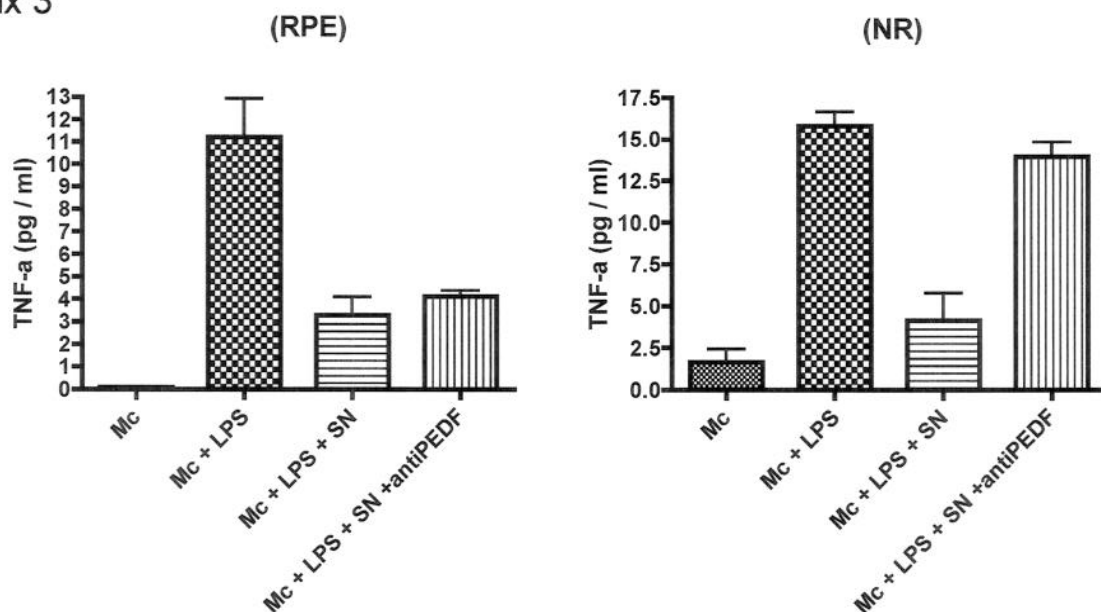 (RPE)
TNF-a (pg / ml)
13
12
11
10
9
8
7
6
5
4
3
2
1
0
Mc
Mc + LPS
Mc + LPS + SN
Mc + LPS + SN +antiPEDF
(NR)
TNF-a (pg / ml)
17.5
15.0
12.5
10.0
7.5
5.0
2.5
0.0
Mc
Mc + LPS
Mc + LPS + SN
Mc + LPS + SN +antiPEDF